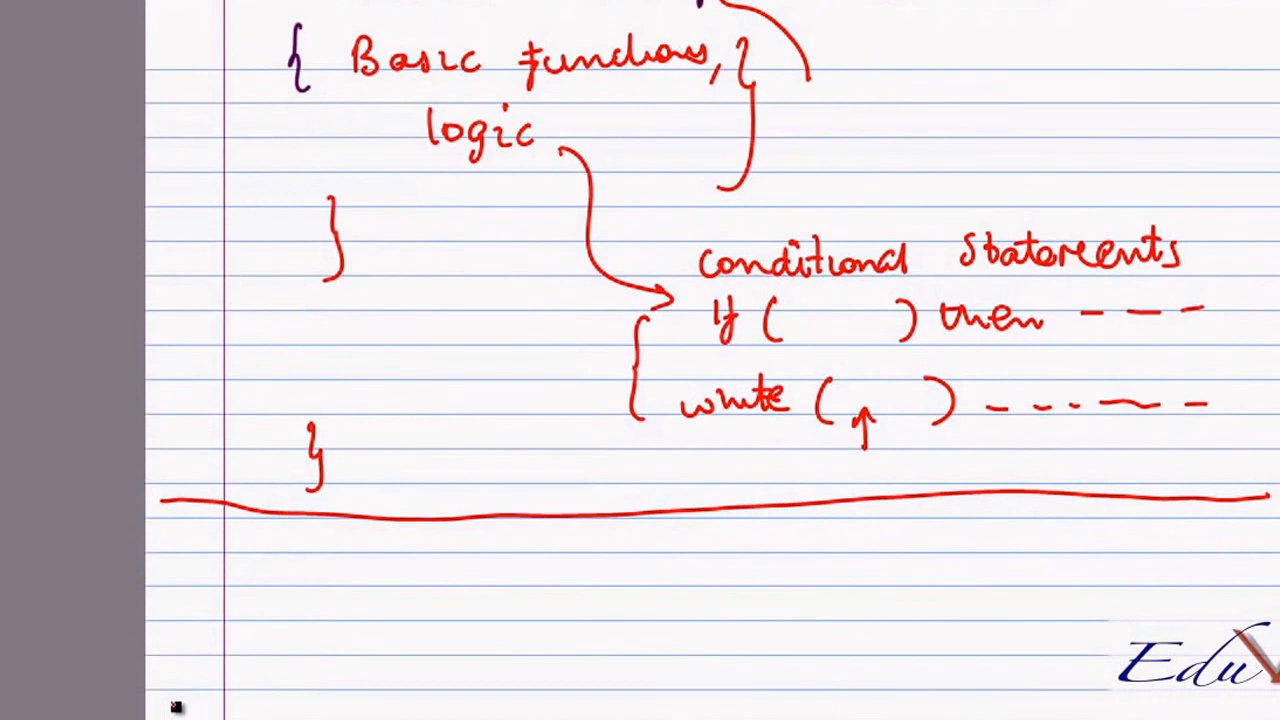 { Basic functions, }
logic
}
conditional statements
If ( ) then - - -
while ( ) - - - - -
}
Edu